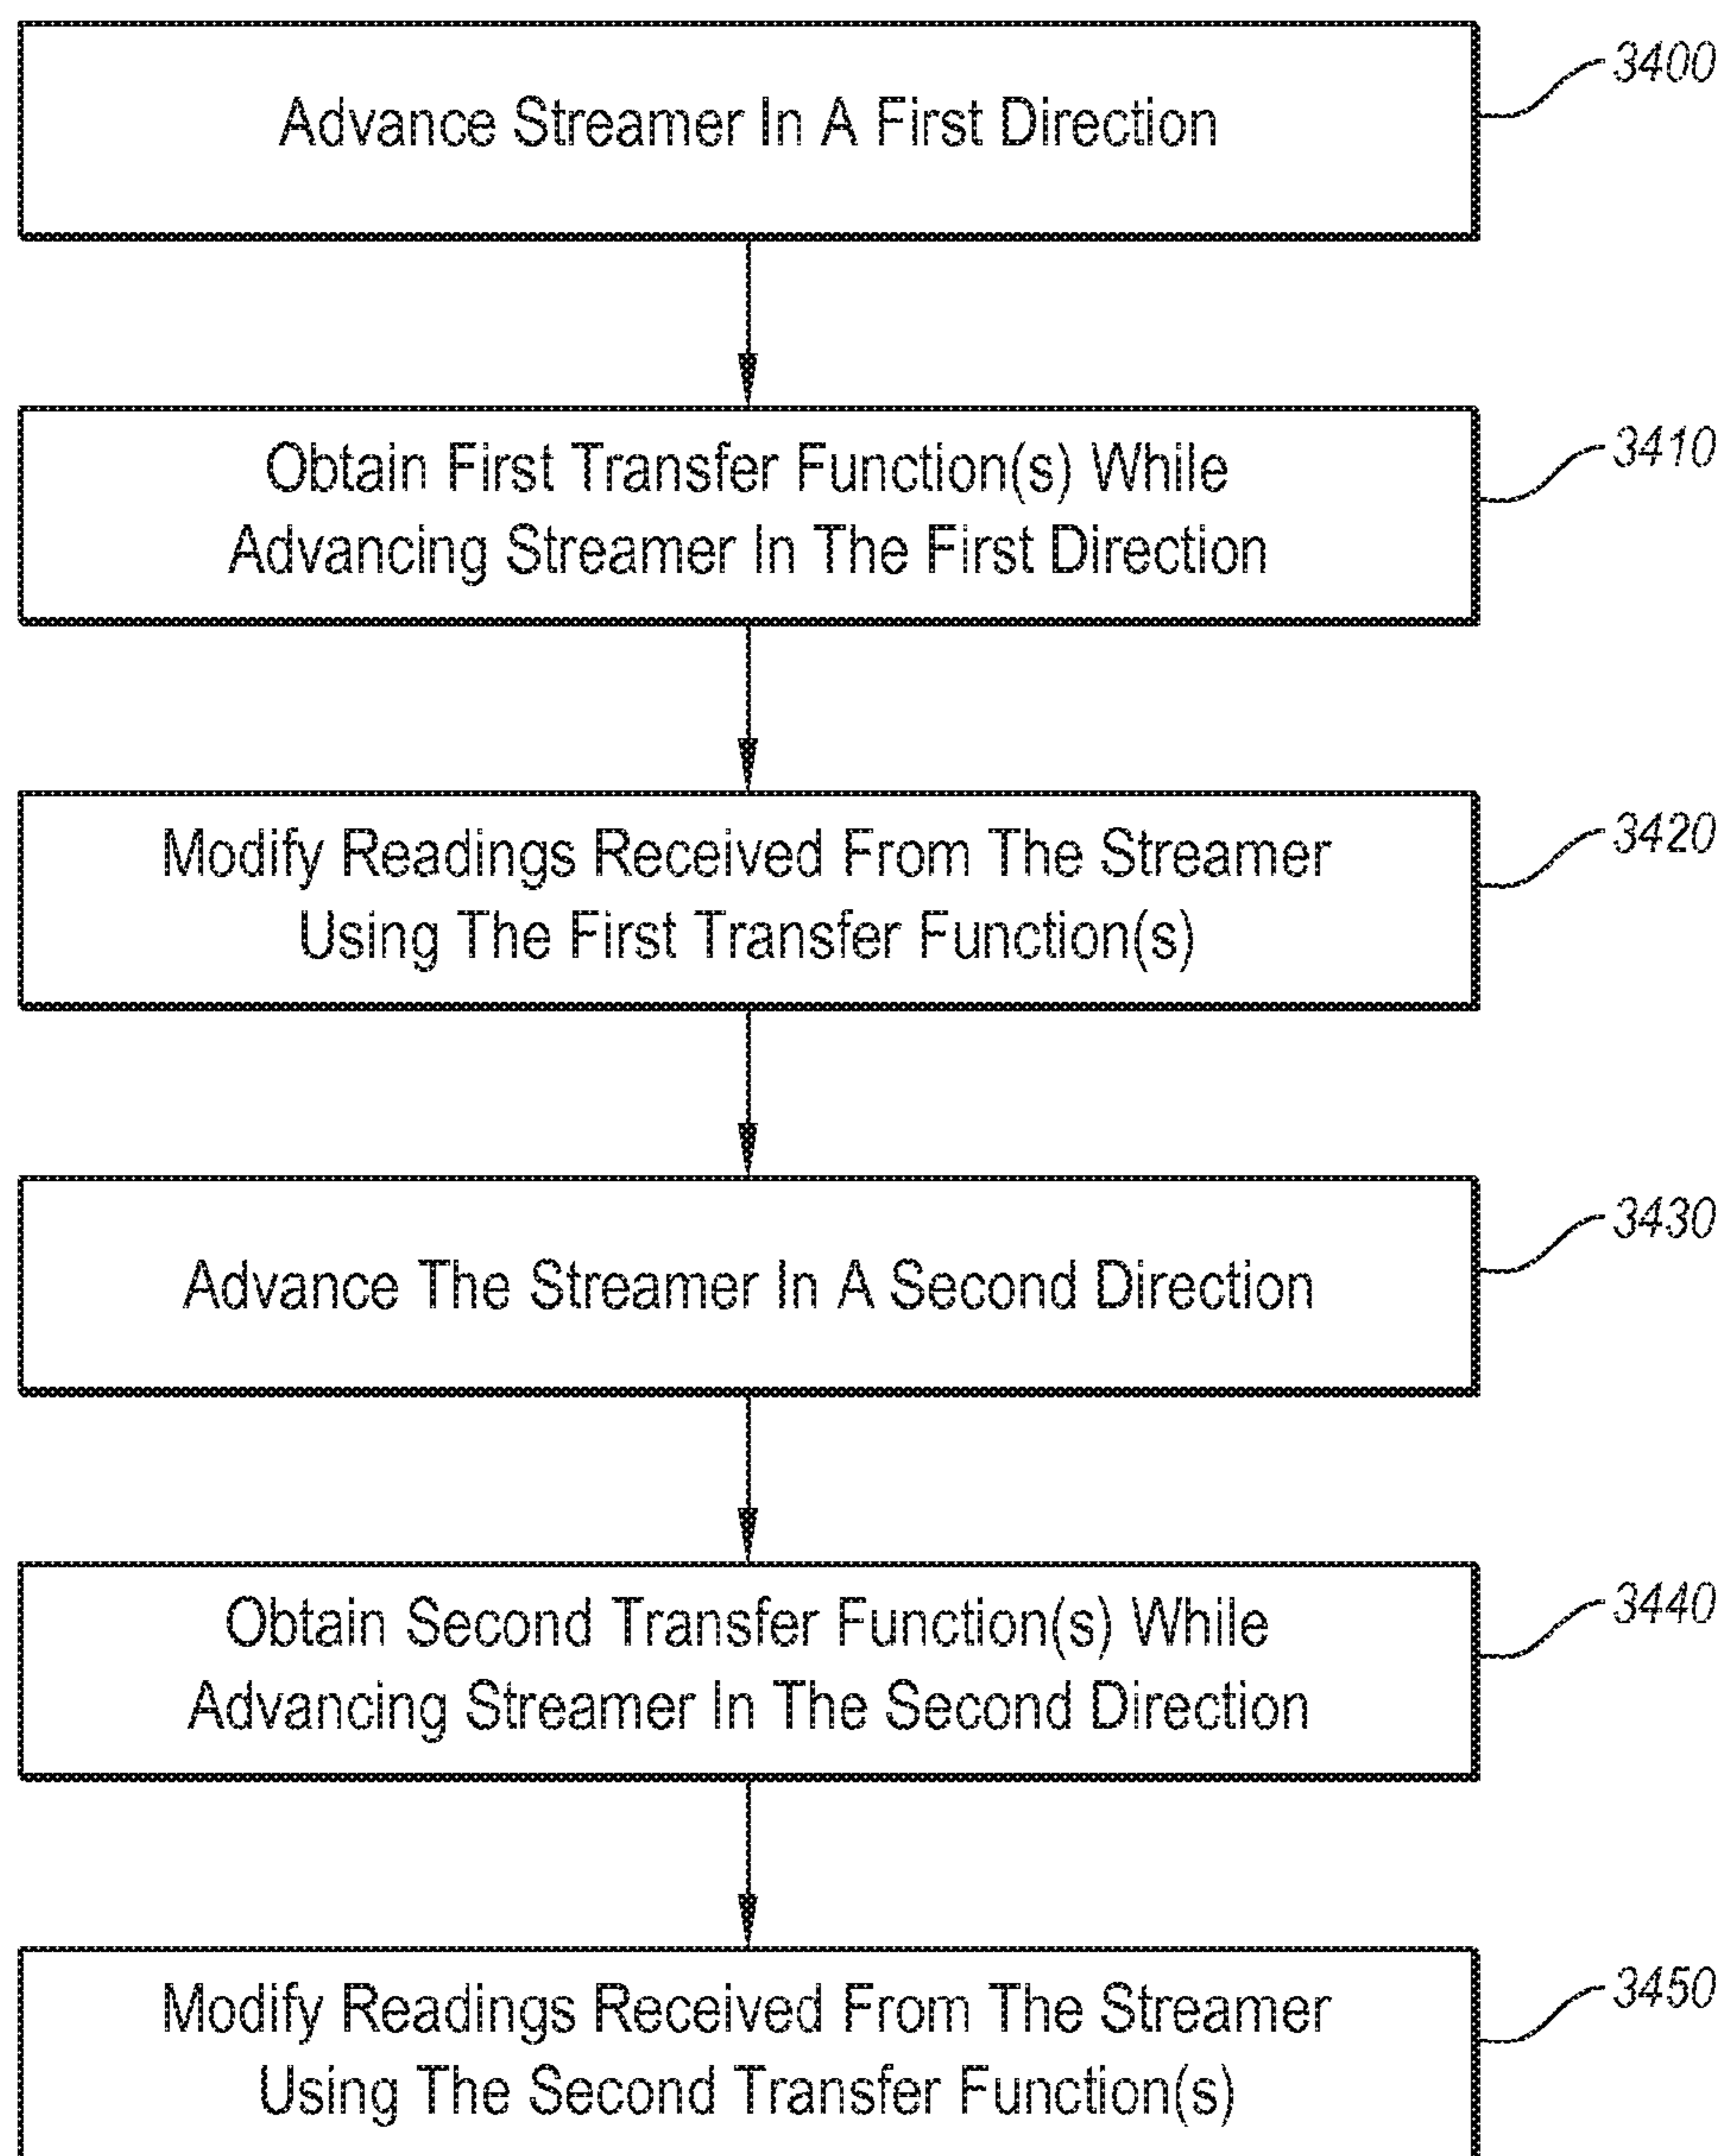 Advance Streamer In A First Direction
3400
Obtain First Transfer Function(s) While
Advancing Streamer In The First Direction
3410
Modify Readings Received From The Streamer
Using The First Transfer Function(s)
3420
Advance The Streamer In A Second Direction
3430
Obtain Second Transfer Function(s) While
Advancing Streamer In The Second Direction
3440
Modify Readings Received From The Streamer
Using The Second Transfer Function(s)
3450